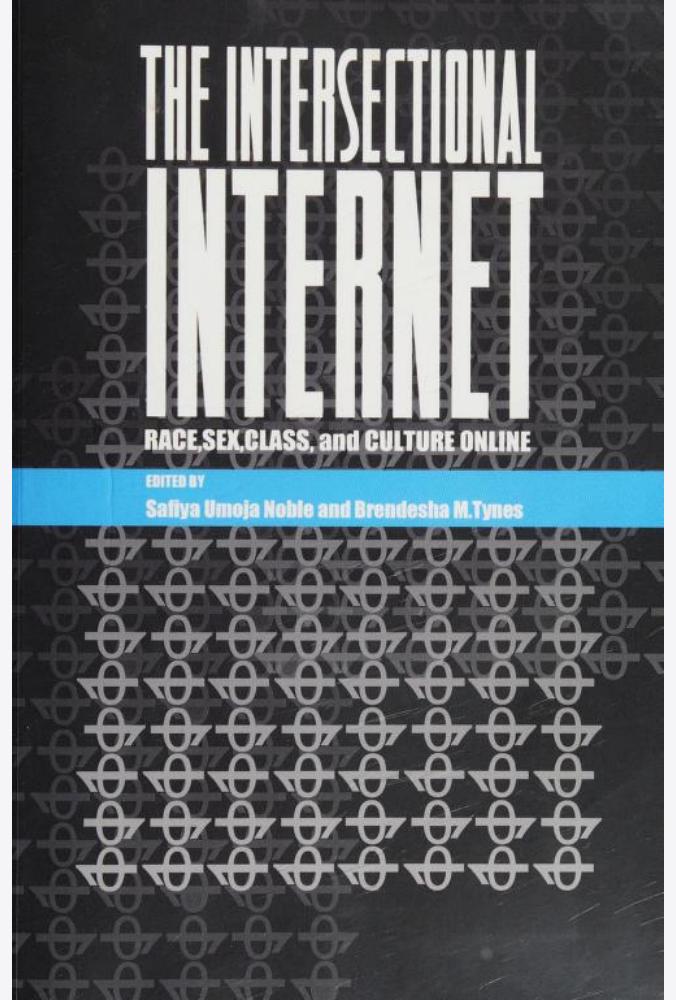 THE INTERSECTIONAL
INTERNET
RACE,SEX,CLASS, and CULTURE ONLINE
EDITED BY
Safiya Umoja Noble and Brendesha M.Tynes